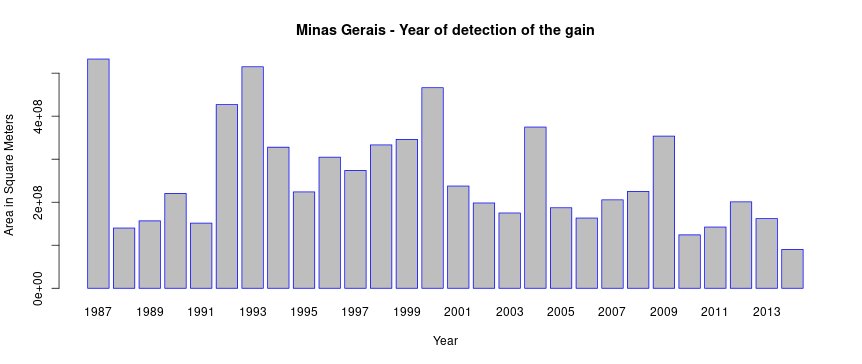 Minas Gerais - Year of detection of the gain
Area in Square Meters
4e+08
2e+08
0e+00
1987 1989 1991 1993 1995 1997 1999 2001 2003 2005 2007 2009 2011 2013
Year